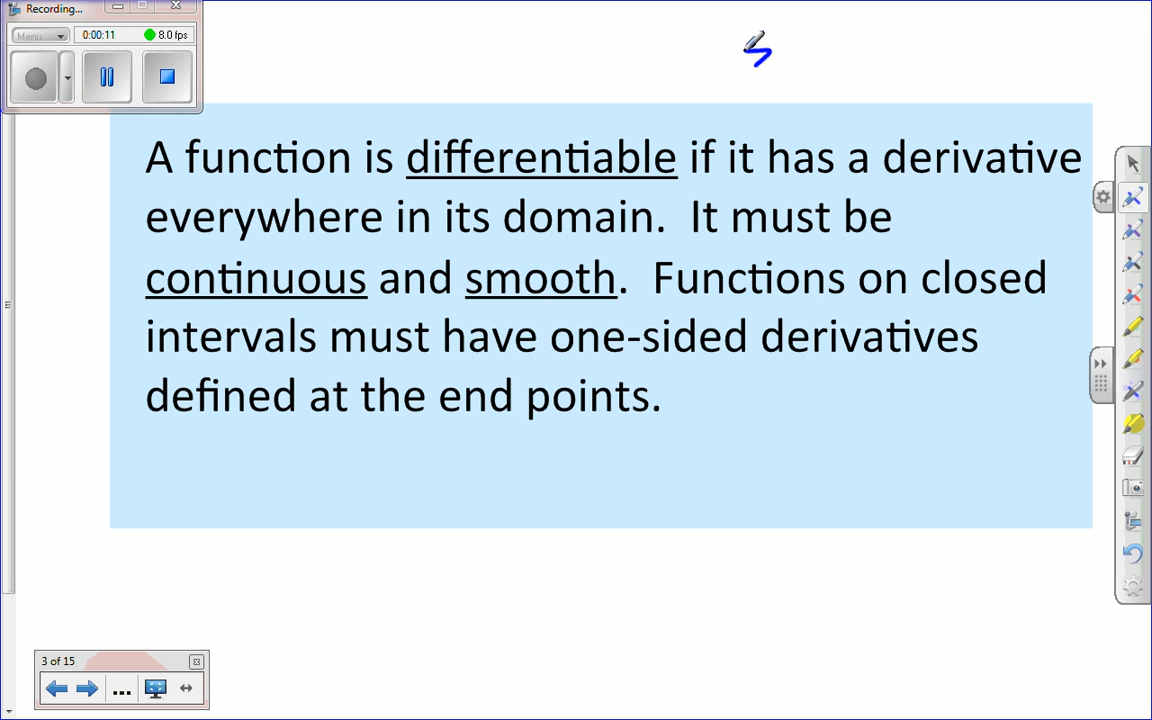 Recording...
Menu 0:00:11 8.0 fps
A function is differentiable if it has a derivative
everywhere in its domain. It must be
continuous and smooth. Functions on closed
intervals must have one-sided derivatives
defined at the end points.
3 of 15
...